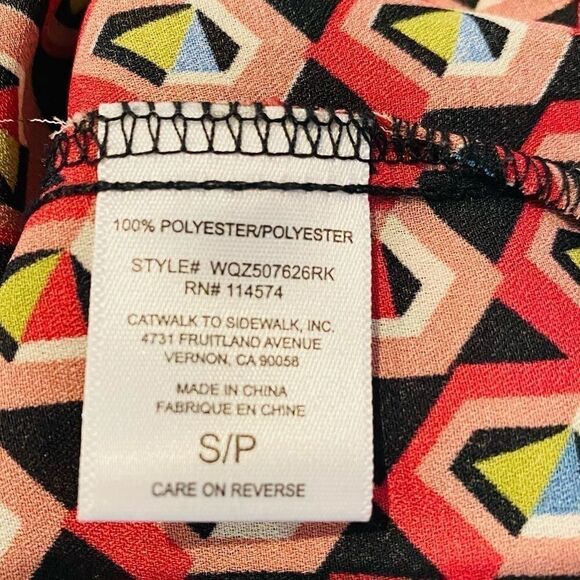 100% POLYESTER/POLYESTER
STYLE# WQZ507626RK
RN# 114574
CATWALK TO SIDEWALK, INC.
4731 FRUITLAND AVENUE
VERNON, CA 90058
MADE IN CHINA
FABRIQUE EN CHINE
S/P
CARE ON REVERSE